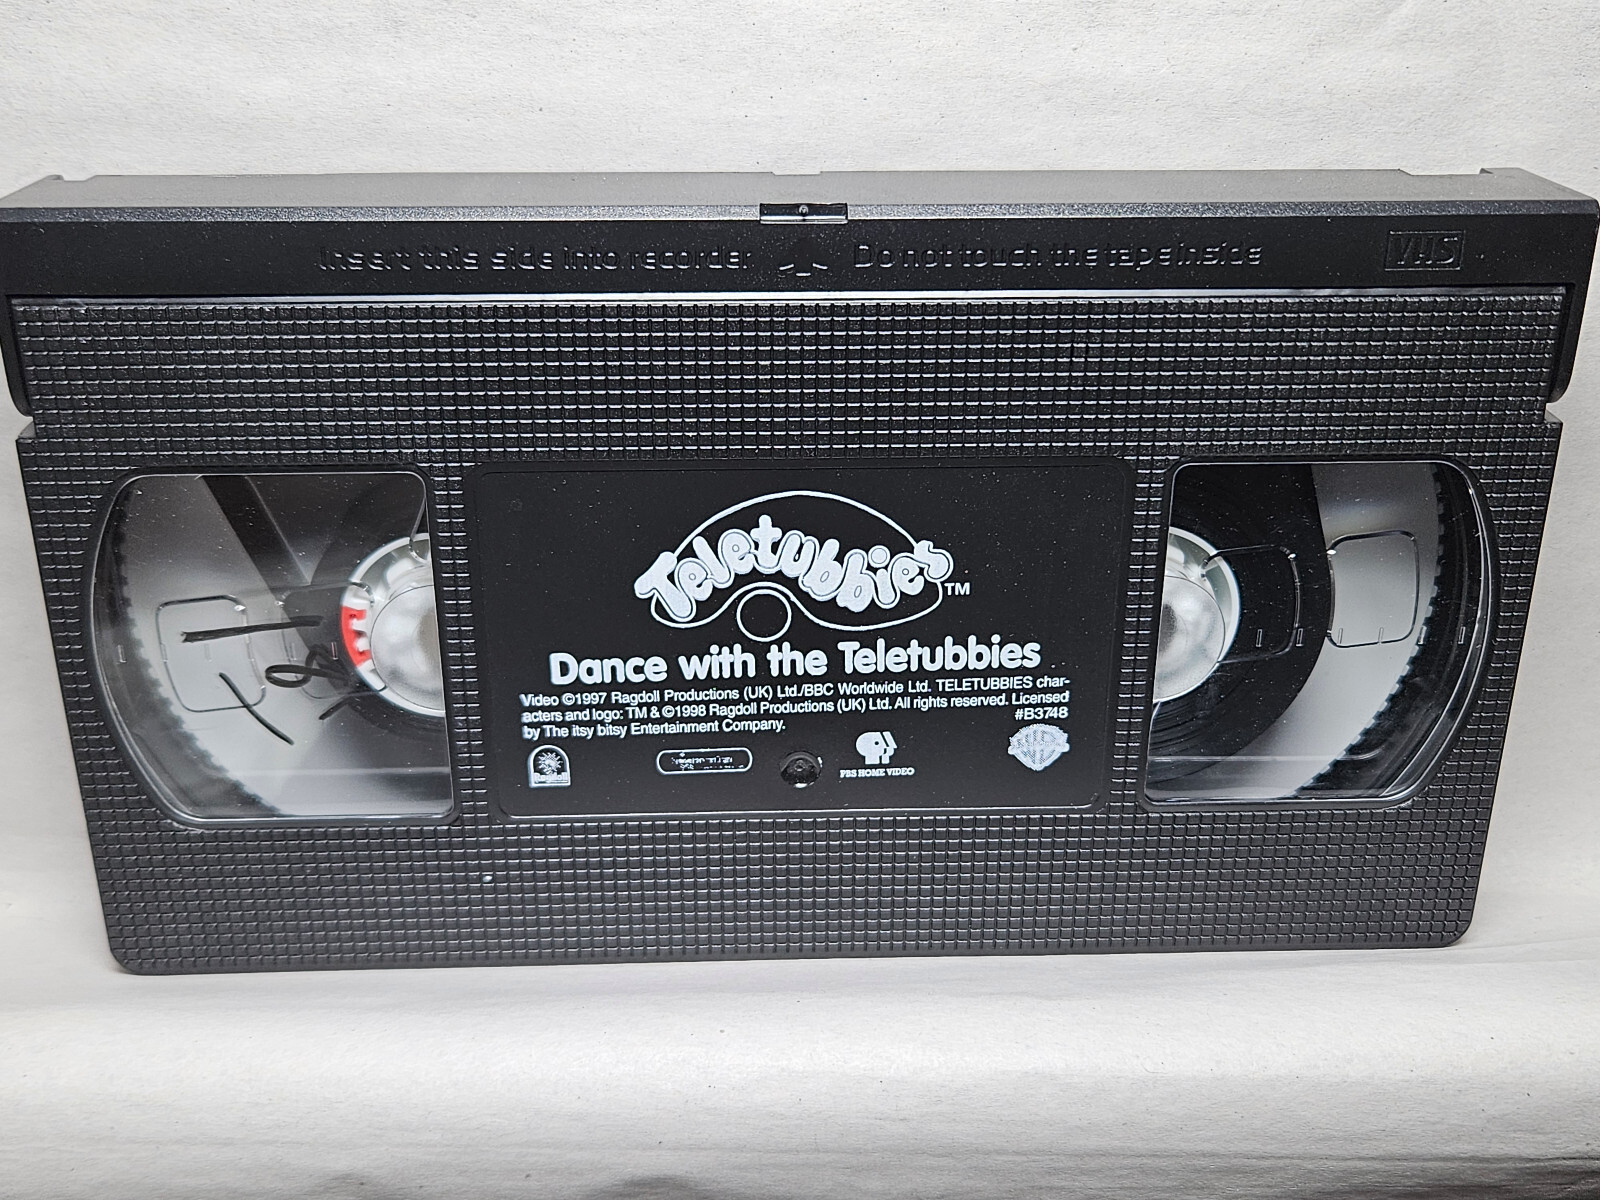 Insert this side into recorder Do not touch the tape inside VHS
Teletubbies TM
Dance with the Teletubbies
Video ©1997 Ragdoll Productions (UK) Ltd./BBC Worldwide Ltd. TELETUBBIES char-
acters and logo: TM & ©1998 Ragdoll Productions (UK) Ltd. All rights reserved. Licensed
by The itsy bitsy Entertainment Company. #B3748
PBS HOME VIDEO